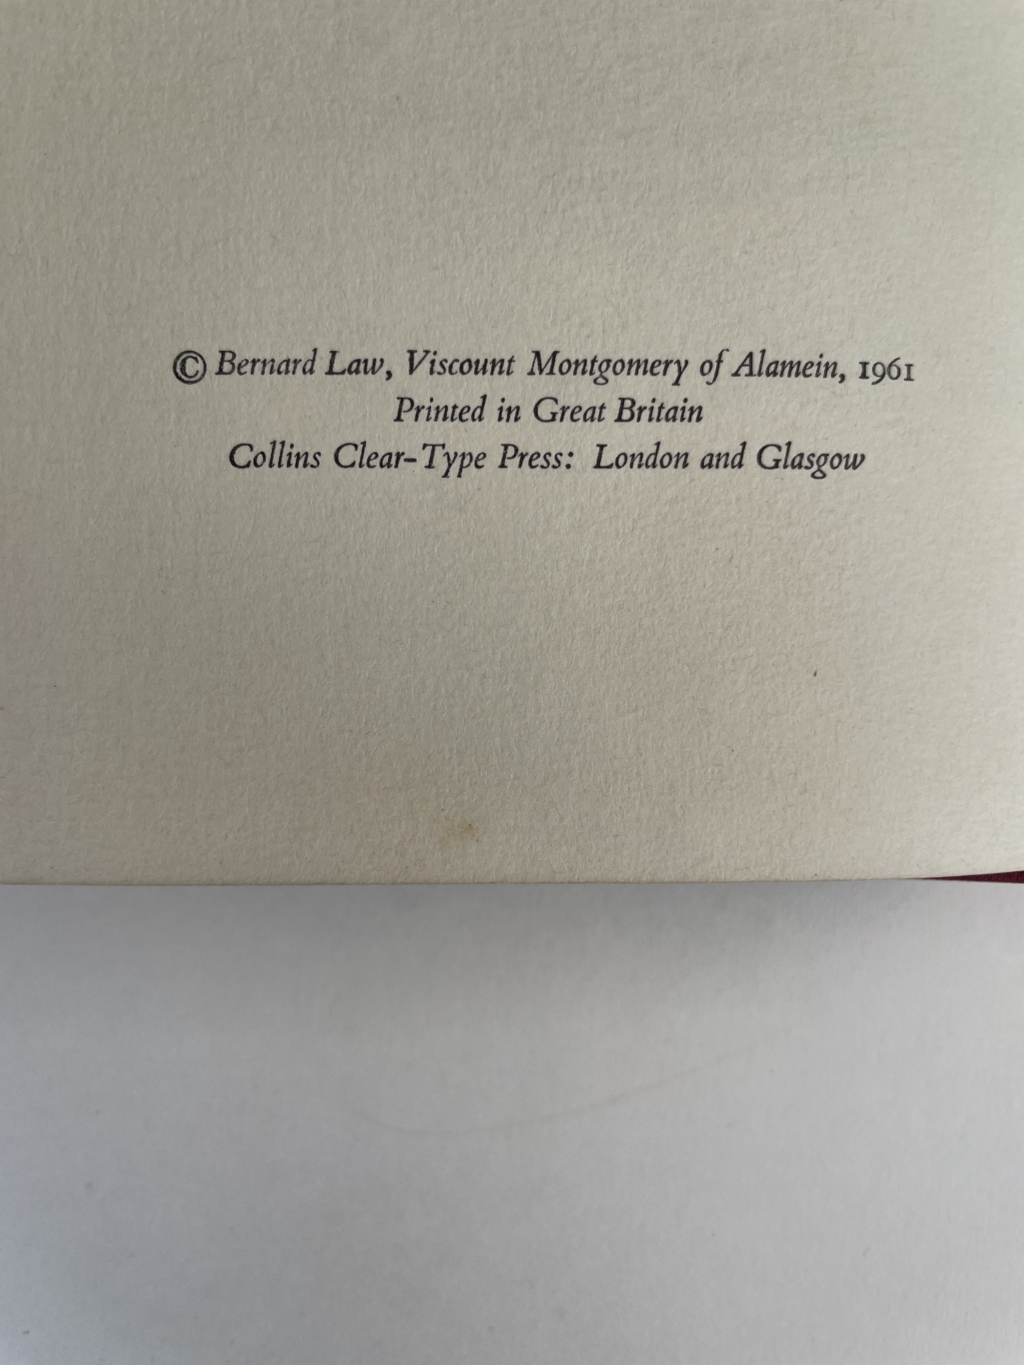 © Bernard Law, Viscount Montgomery of Alamein, 1961
Printed in Great Britain
Collins Clear-Type Press: London and Glasgow